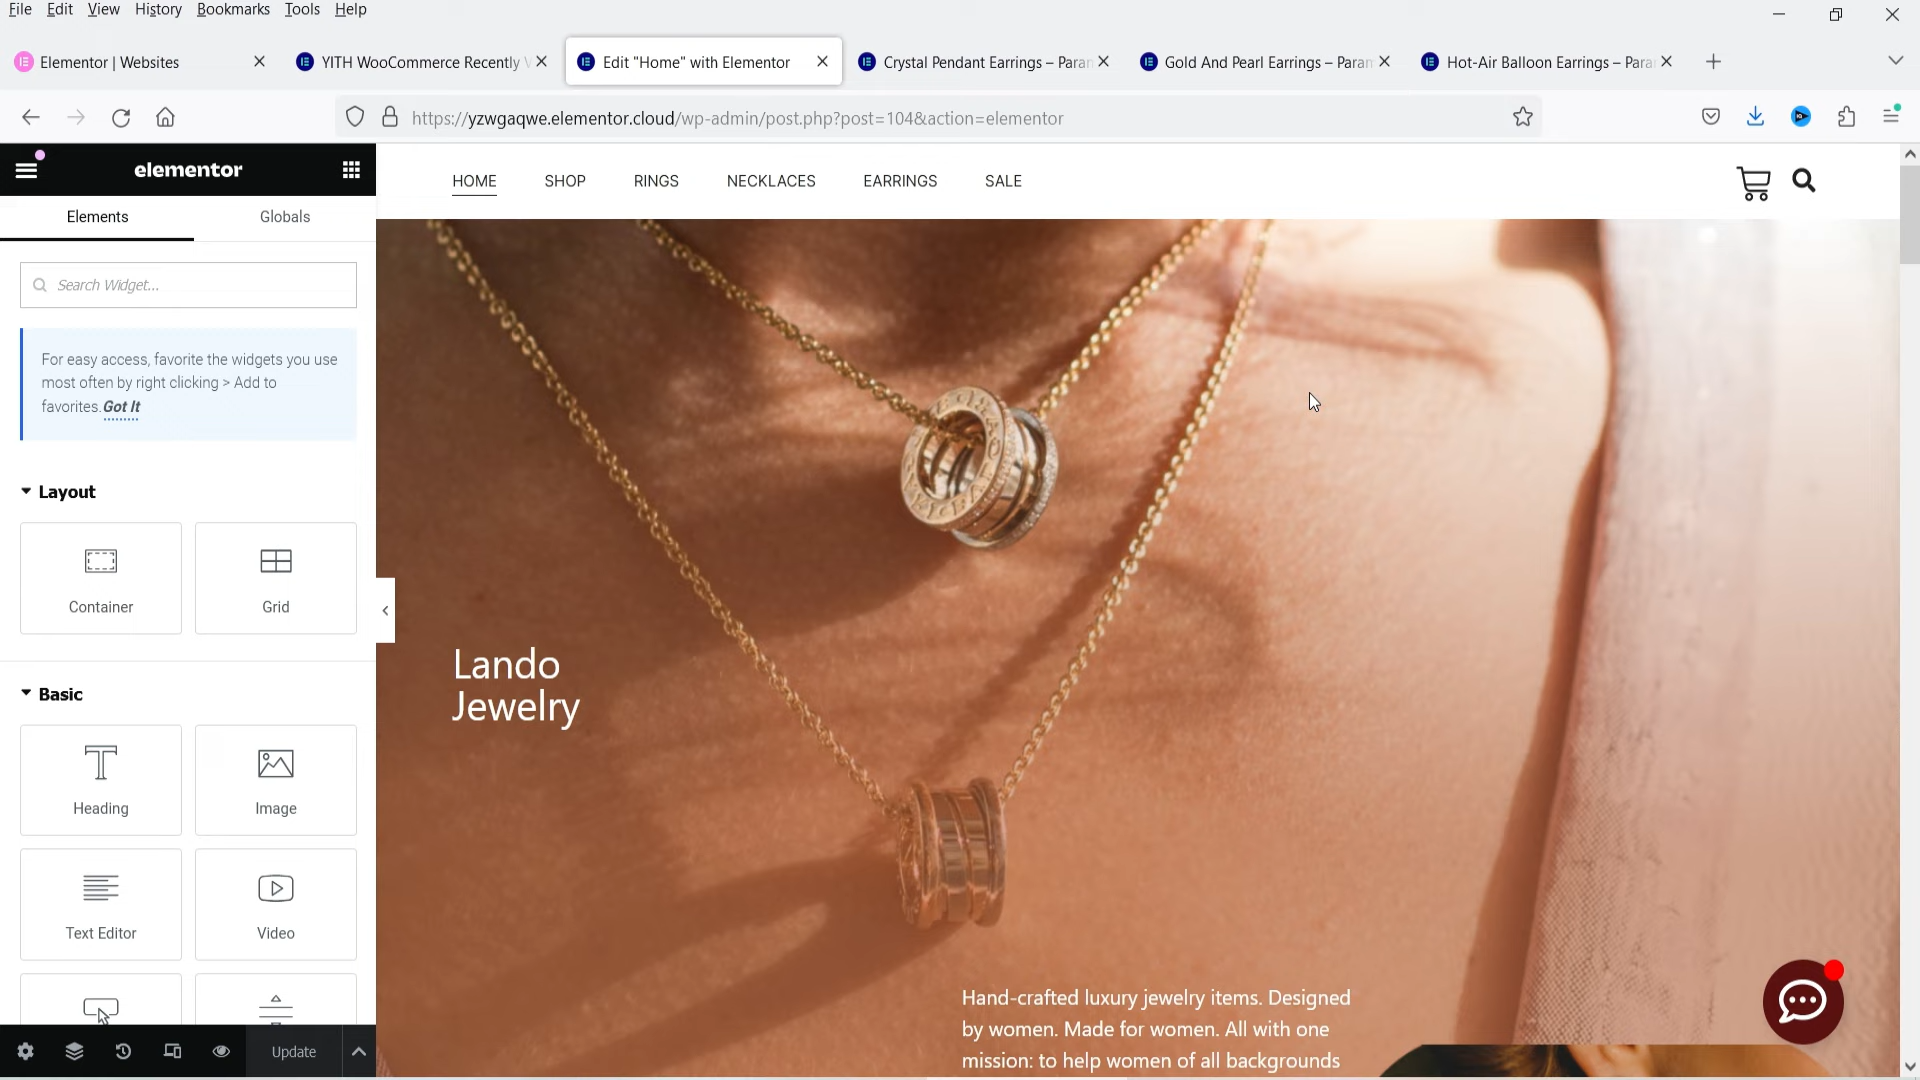 File Edit View History Bookmarks Tools Help
Elementor | Websites
YITH WooCommerce Recently
Edit "Home" with Elementor
Crystal Pendant Earrings – Paran
Gold And Pearl Earrings – Param
Hot-Air Balloon Earrings – Para
https://yzwgaqwe.elementor.cloud/wp-admin/post.php?post=104&action=elementor
elementor
Elements
Globals
Search Widget...
For easy access, favorite the widgets you use
most often by right clicking > Add to
favorites. Got It
Layout
Container
Grid
Basic
Heading
Image
Text Editor
Video
Update
HOME SHOP RINGS NECKLACES EARRINGS SALE
Lando
Jewelry
Hand-crafted luxury jewelry items. Designed
by women. Made for women. All with one
mission: to help women of all backgrounds